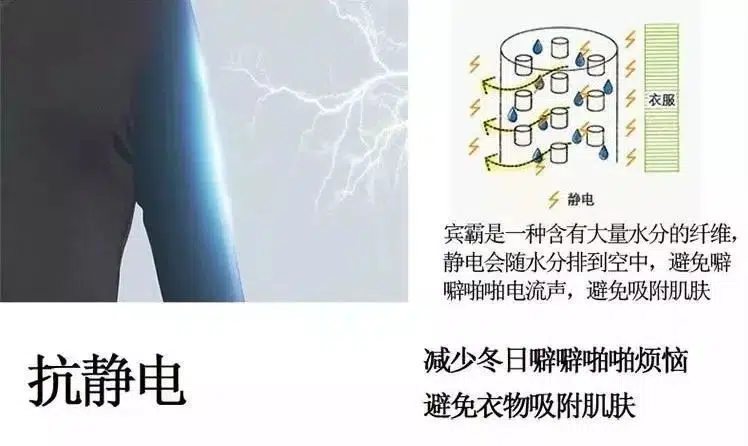 衣服
静电
宾霸是一种含有大量水分的纤维，
静电会随水分排到空中，避免噼
噼啪啪电流声，避免吸附肌肤
抗静电
减少冬日噼噼啪啪烦恼
避免衣物吸附肌肤